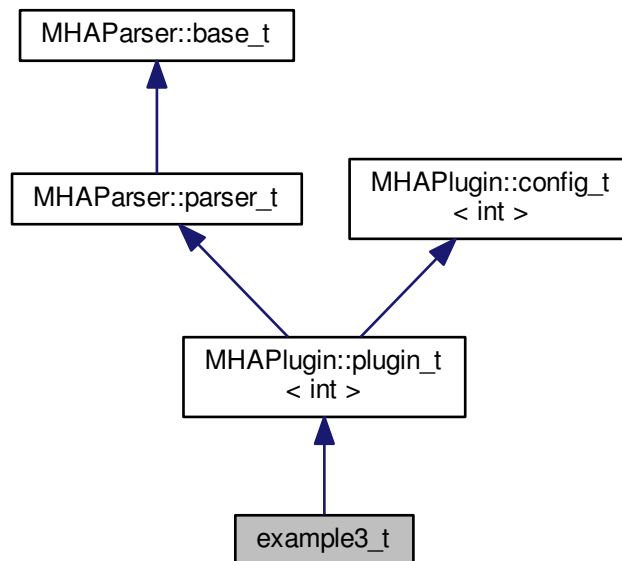 MHAParser::base_t
MHAParser::parser_t
MHAPlugin::config_t
< int >
MHAPlugin::plugin_t
< int >
example3_t